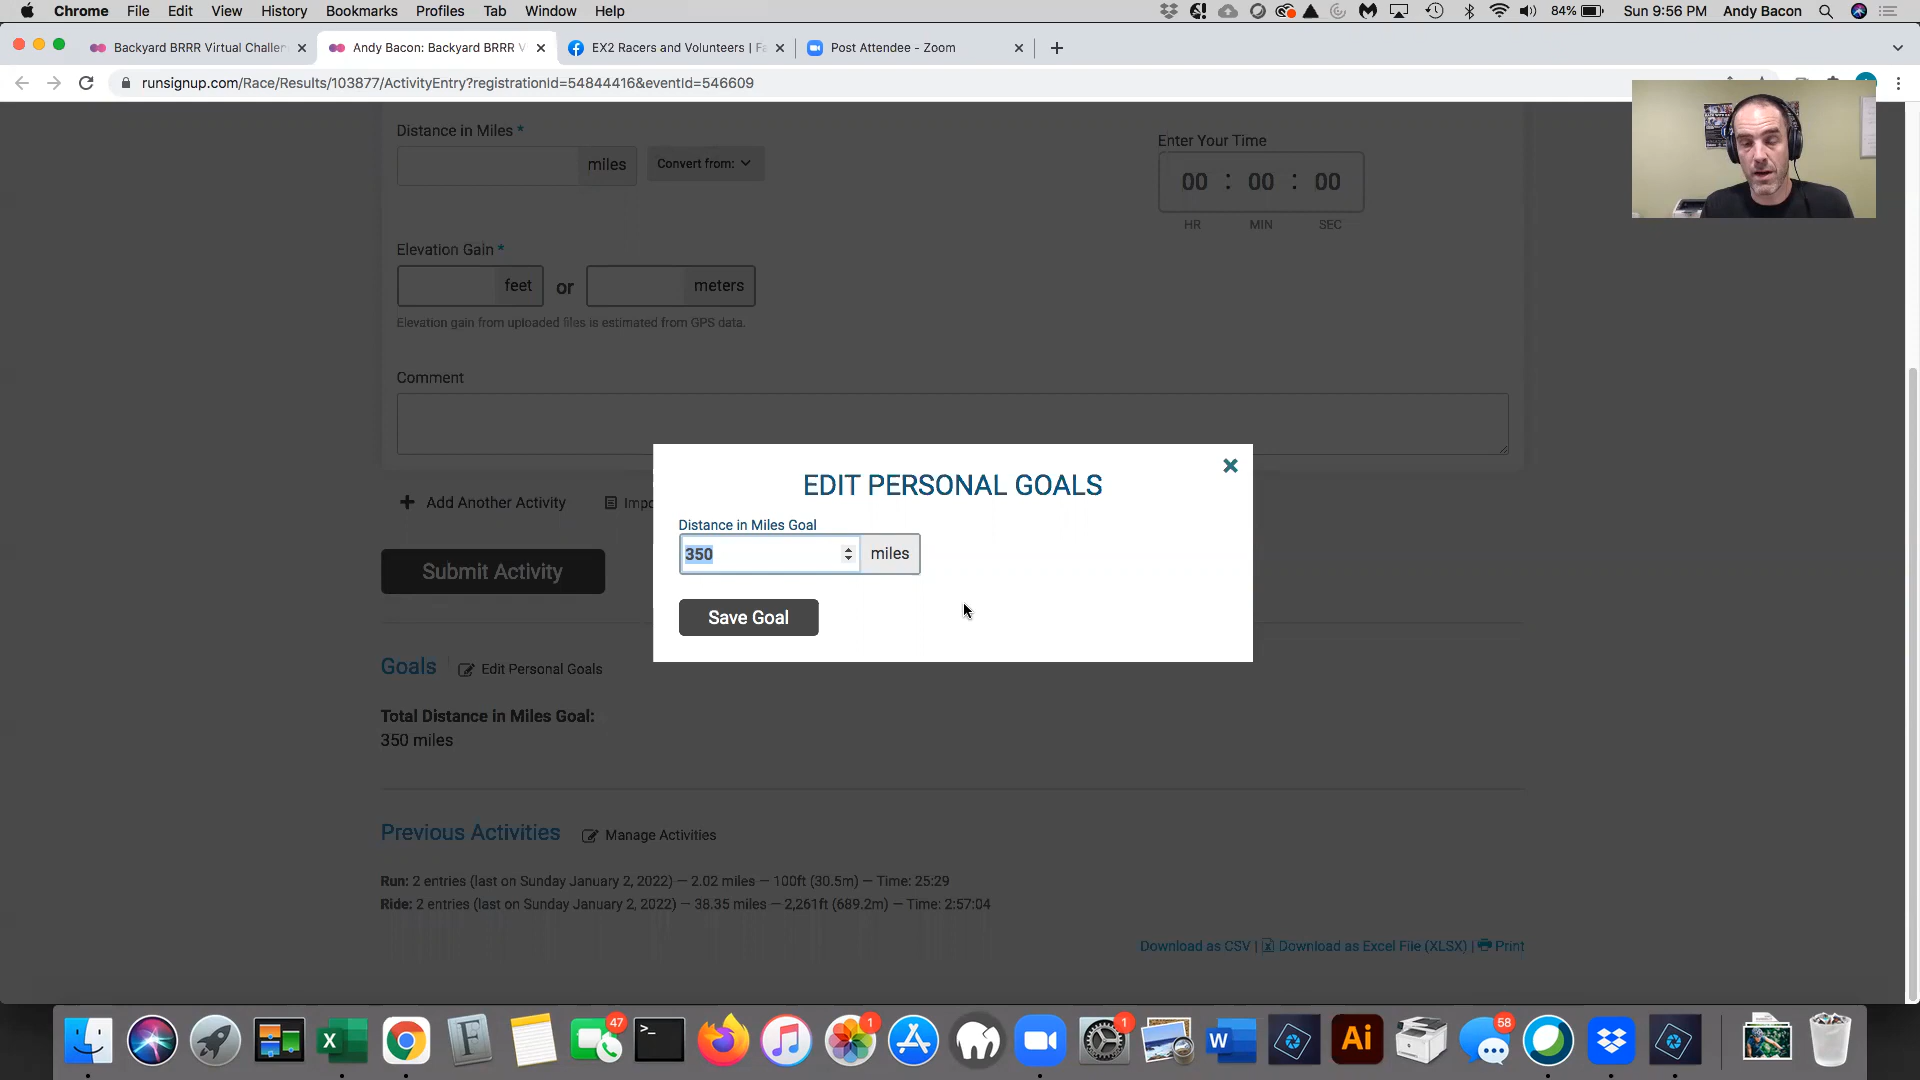 Chrome File Edit View History Bookmarks Profiles Tab Window Help
84% Sun 9:56 PM Andy Bacon
Backyard BRRR Virtual Challen
Andy Bacon: Backyard BRRR V
EX2 Racers and Volunteers | Fa
Post Attendee - Zoom
runsignup.com/Race/Results/103877/ActivityEntry?registrationId=54844416&eventId=546609
Distance in Miles *
miles Convert from:
Enter Your Time
00 : 00 : 00
HR MIN SEC
Elevation Gain *
feet or meters
Elevation gain from uploaded files is estimated from GPS data.
Comment
EDIT PERSONAL GOALS
Distance in Miles Goal
350 miles
Save Goal
Add Another Activity Impo
Submit Activity
Goals Edit Personal Goals
Total Distance in Miles Goal:
350 miles
Previous Activities Manage Activities
Run: 2 entries (last on Sunday January 2, 2022) — 2.02 miles — 100ft (30.5m) — Time: 25:29
Ride: 2 entries (last on Sunday January 2, 2022) — 38.35 miles — 2,261ft (689.2m) — Time: 2:57:04
Download as CSV | Download as Excel File (XLSX) | Print
47 1 1 58
X F >_ W Ai